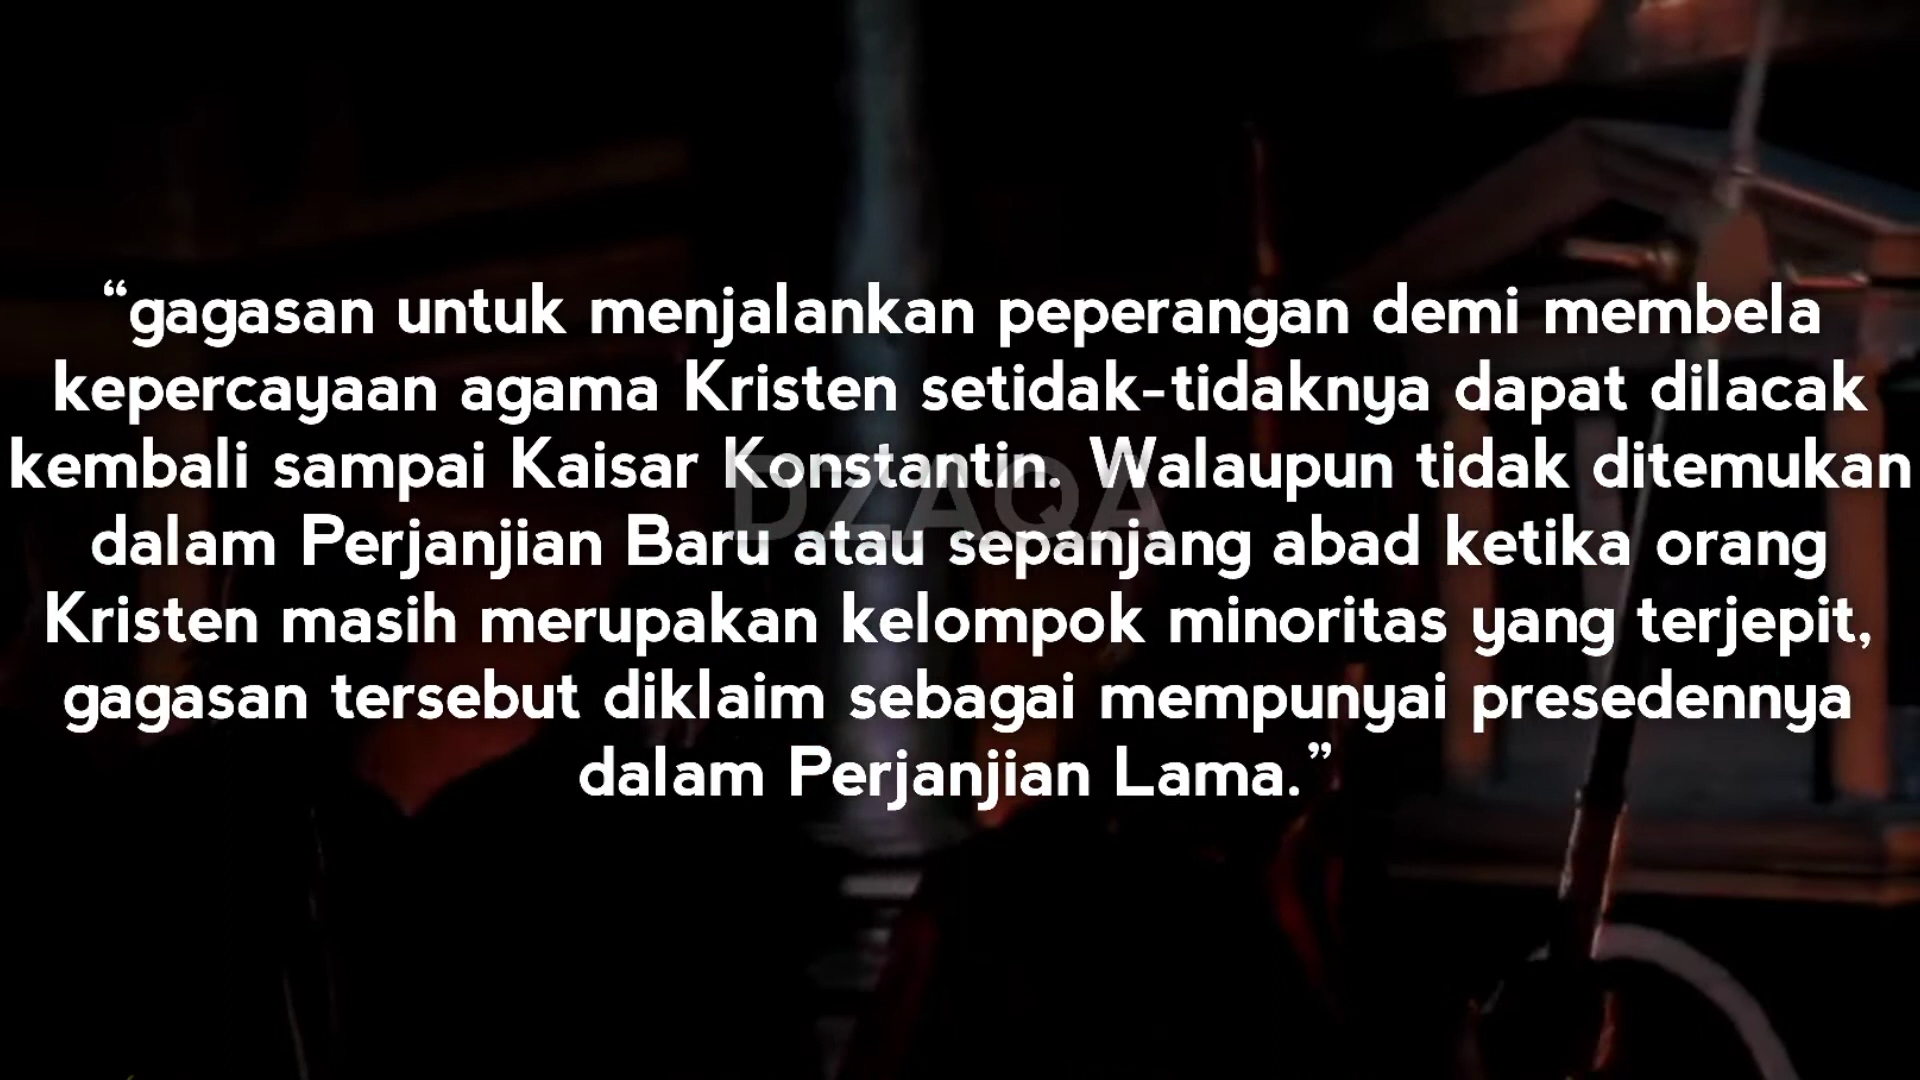 “gagasan untuk menjalankan peperangan demi membela
kepercayaan agama Kristen setidak-tidaknya dapat dilacak
kembali sampai Kaisar Konstantin. Walaupun tidak ditemukan
DZAQA
dalam Perjanjian Baru atau sepanjang abad ketika orang
Kristen masih merupakan kelompok minoritas yang terjepit,
gagasan tersebut diklaim sebagai mempunyai presedennya
dalam Perjanjian Lama.”